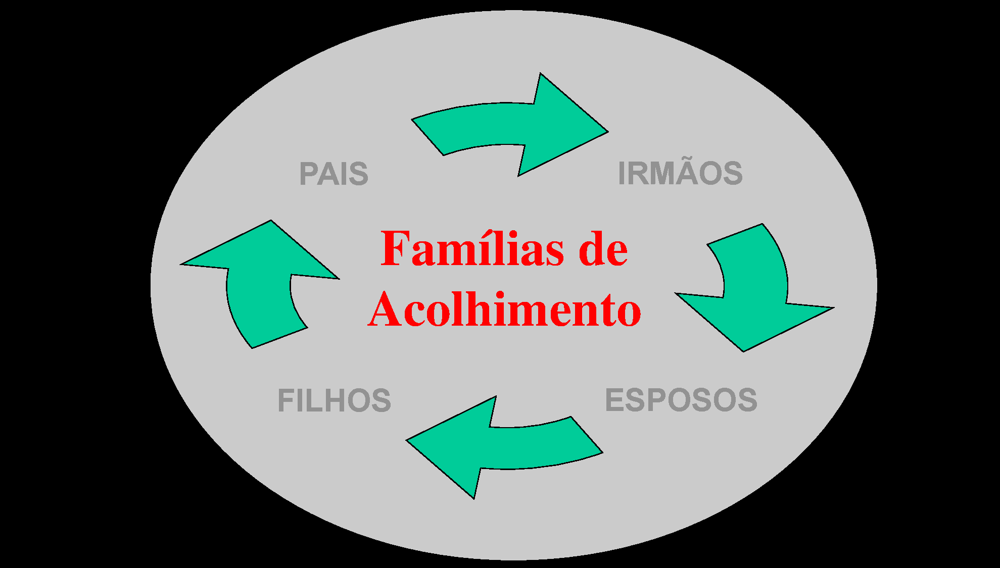 PAIS
IRMÃOS
Famílias de
Acolhimento
FILHOS
ESPOSOS